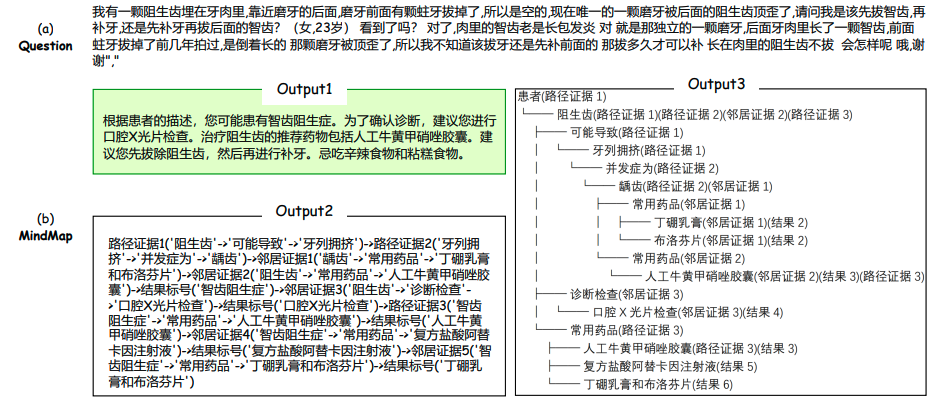 (a)
Question
我有一颗阻生齿埋在牙肉里,靠近磨牙的后面,磨牙前面有颗蛀牙拔掉了,所以是空的,现在唯一的一颗磨牙被后面的阻生齿顶歪了,请问我是该先拔智齿,再
补牙,还是先补牙再拔后面的智齿? (女,23岁) 看到了吗? 对了,肉里的智齿老是长包发炎 对 就是那独立的一颗磨牙,后面牙肉里长了一颗智齿,前面
蛀牙拔掉了前几年拍过,是倒着长的 那颗磨牙被顶歪了,所以我不知道该拔牙还是先补前面的 那拔多久才可以补 长在肉里的阻生齿不拔 会怎样呢 哦,谢
谢","
(b)
MindMap
Output1
根据患者的描述，您可能患有智齿阻生症。为了确认诊断，建议您进行
口腔X光片检查。治疗阻生齿的推荐药物包括人工牛黄甲硝唑胶囊。建
议您先拔除阻生齿，然后再进行补牙。忌吃辛辣食物和粘糕食物。
Output2
路径证据1('阻生齿'->'可能导致'->'牙列拥挤')->路径证据2('牙列拥
挤'->'并发症为'->'龋齿')->邻居证据1('龋齿'->'常用药品'->'丁硼乳膏
和布洛芬片')->邻居证据2('阻生齿'->'常用药品'->'人工牛黄甲硝唑胶
囊')->结果标号('智齿阻生症')->邻居证据3('阻生齿'->'诊断检查'-
>'口腔X光片检查')->结果标号('口腔X光片检查')->路径证据3('智齿
阻生症'->'常用药品'->'人工牛黄甲硝唑胶囊')->结果标号('人工牛黄
甲硝唑胶囊')->邻居证据4('智齿阻生症'->'常用药品'->'复方盐酸阿替
卡因注射液')->结果标号('复方盐酸阿替卡因注射液')->邻居证据5('智
齿阻生症'->'常用药品'->'丁硼乳膏和布洛芬片')->结果标号('丁硼乳
膏和布洛芬片')
Output3
患者(路径证据 1)
阻生齿(路径证据 1)(路径证据 2)(邻居证据 2)(路径证据 3)
可能导致(路径证据 1)
牙列拥挤(路径证据 1)
并发症为(路径证据 2)
龋齿(路径证据 2)(邻居证据 1)
常用药品(邻居证据 1)
丁硼乳膏(邻居证据 1)(结果 2)
布洛芬片(邻居证据 1)(结果 2)
常用药品(邻居证据 2)
人工牛黄甲硝唑胶囊(邻居证据 2)(结果 3)(路径证据 3)
诊断检查(邻居证据 3)
口腔 X 光片检查(邻居证据 3)(结果 4)
常用药品(路径证据 3)
人工牛黄甲硝唑胶囊(路径证据 3)(结果 3)
复方盐酸阿替卡因注射液(结果 5)
丁硼乳膏和布洛芬片(结果 6)